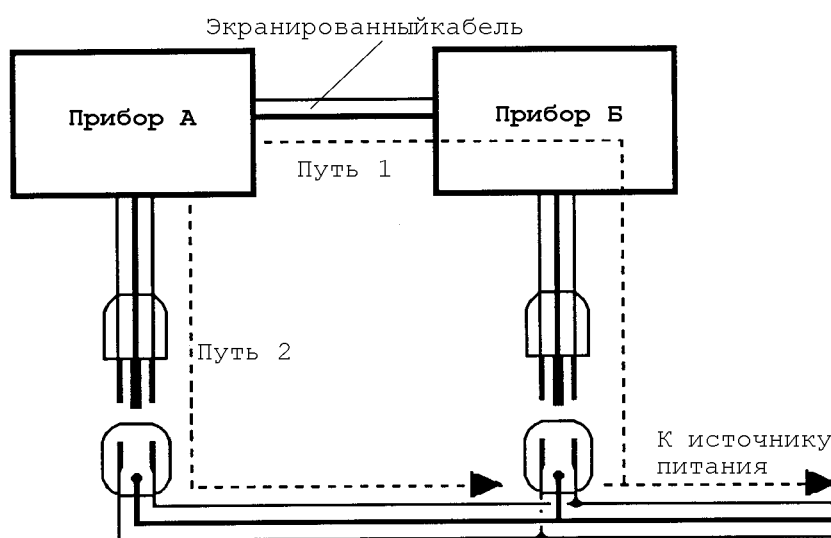 Экранированныйкабель
Прибор А
Прибор Б
Путь 1
Путь 2
К источнику
питания